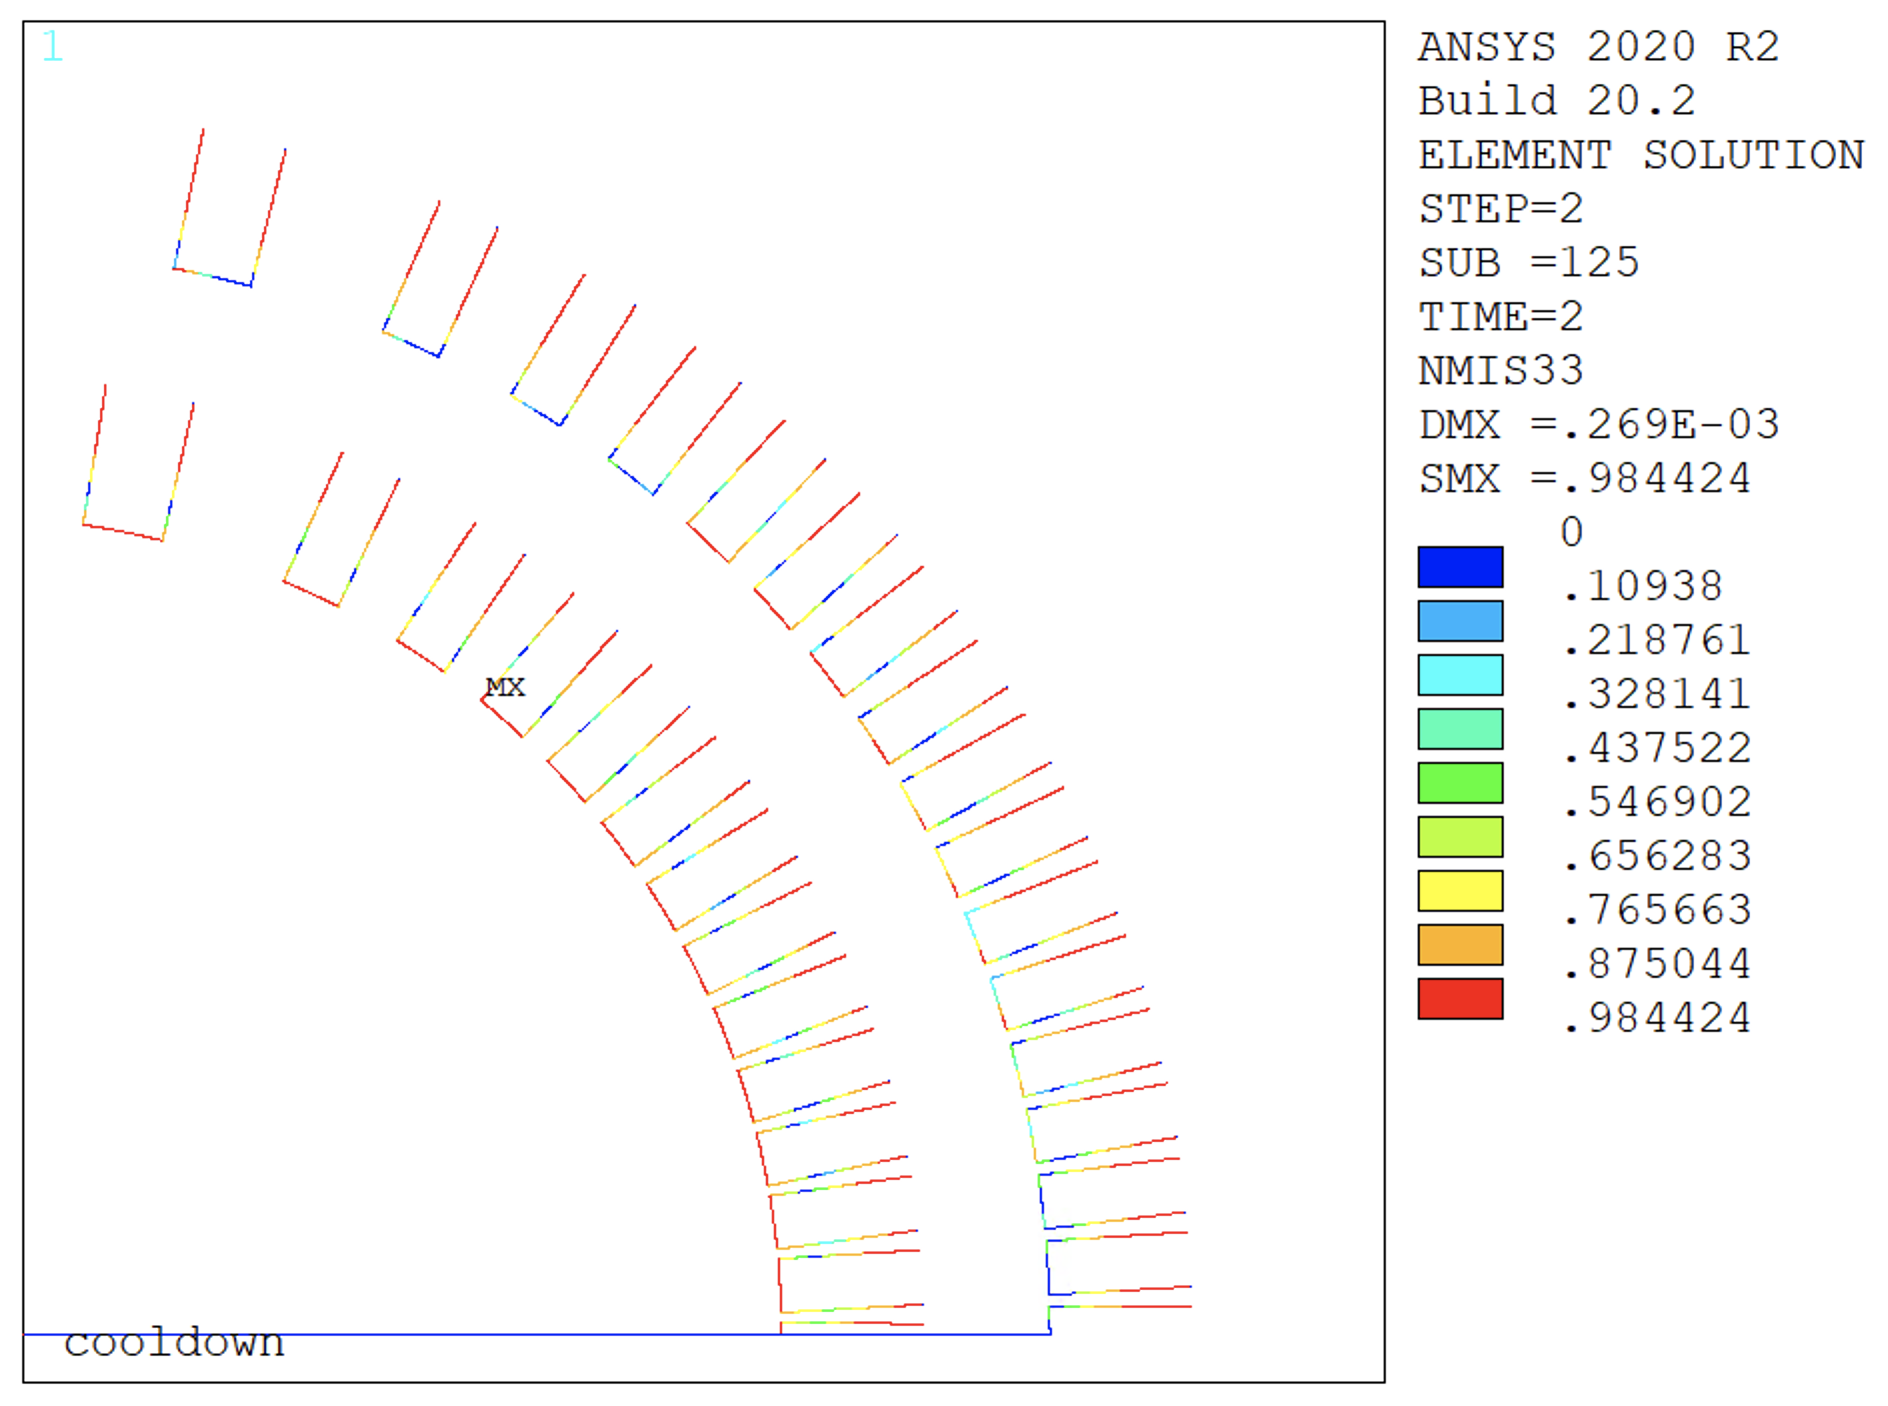 1
ANSYS 2020 R2
Build 20.2
ELEMENT SOLUTION
STEP=2
SUB =125
TIME=2
NMIS33
DMX =.269E-03
SMX =.984424
0
.10938
.218761
.328141
.437522
.546902
.656283
.765663
.875044
.984424
MX
cooldown